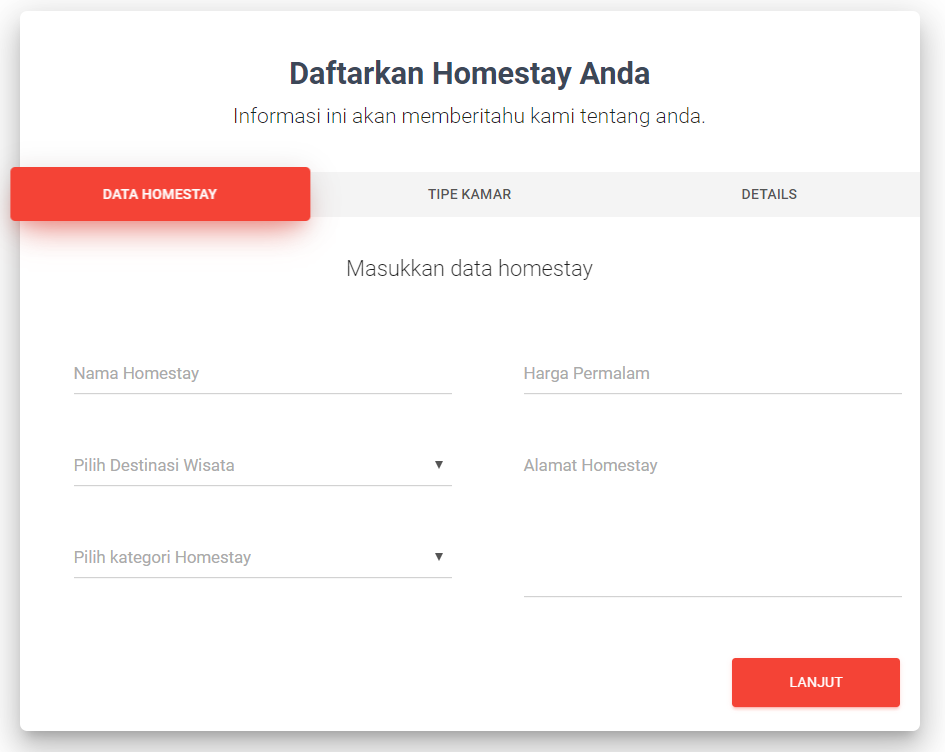 Daftarkan Homestay Anda
Informasi ini akan memberitahu kami tentang anda.
DATA HOMESTAY
TIPE KAMAR
DETAILS
Masukkan data homestay
Nama Homestay
Harga Permalam
Pilih Destinasi Wisata
Alamat Homestay
Pilih kategori Homestay
LANJUT